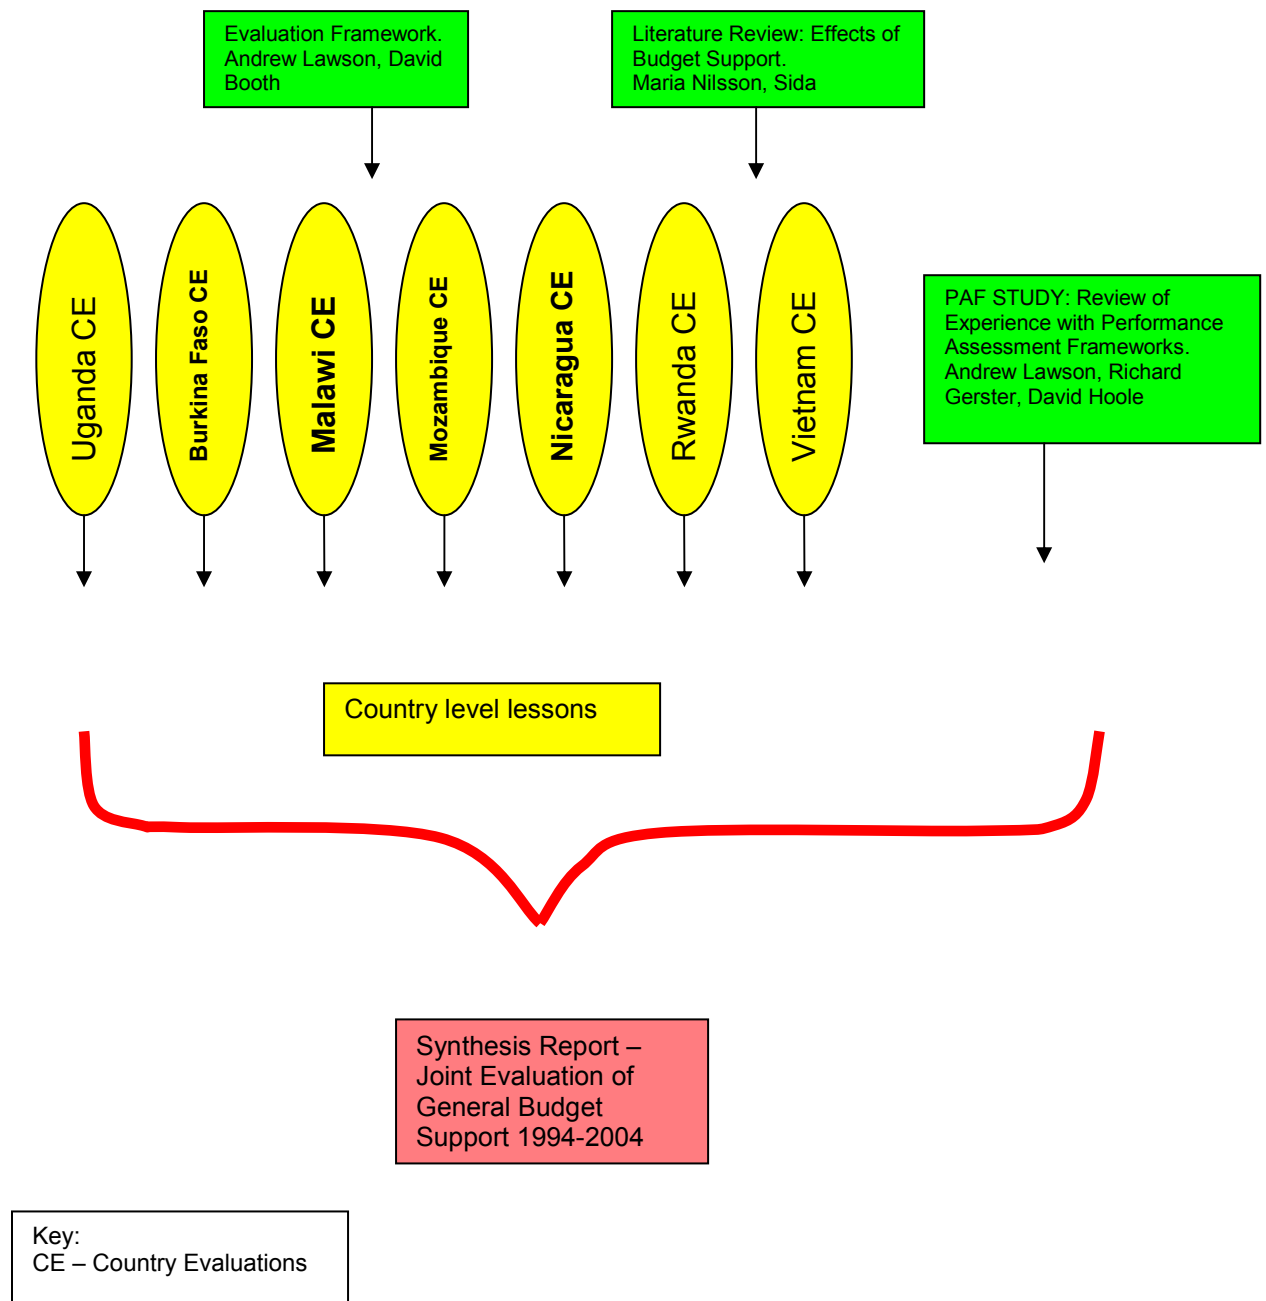 Evaluation Framework.
Andrew Lawson, David
Booth
Literature Review: Effects of
Budget Support.
Maria Nilsson, Sida
Uganda CE
Burkina Faso CE
Malawi CE
Mozambique CE
Nicaragua CE
Rwanda CE
Vietnam CE
PAF STUDY: Review of
Experience with Performance
Assessment Frameworks.
Andrew Lawson, Richard
Gerster, David Hoole
Country level lessons
Synthesis Report –
Joint Evaluation of
General Budget
Support 1994-2004
Key:
CE – Country Evaluations